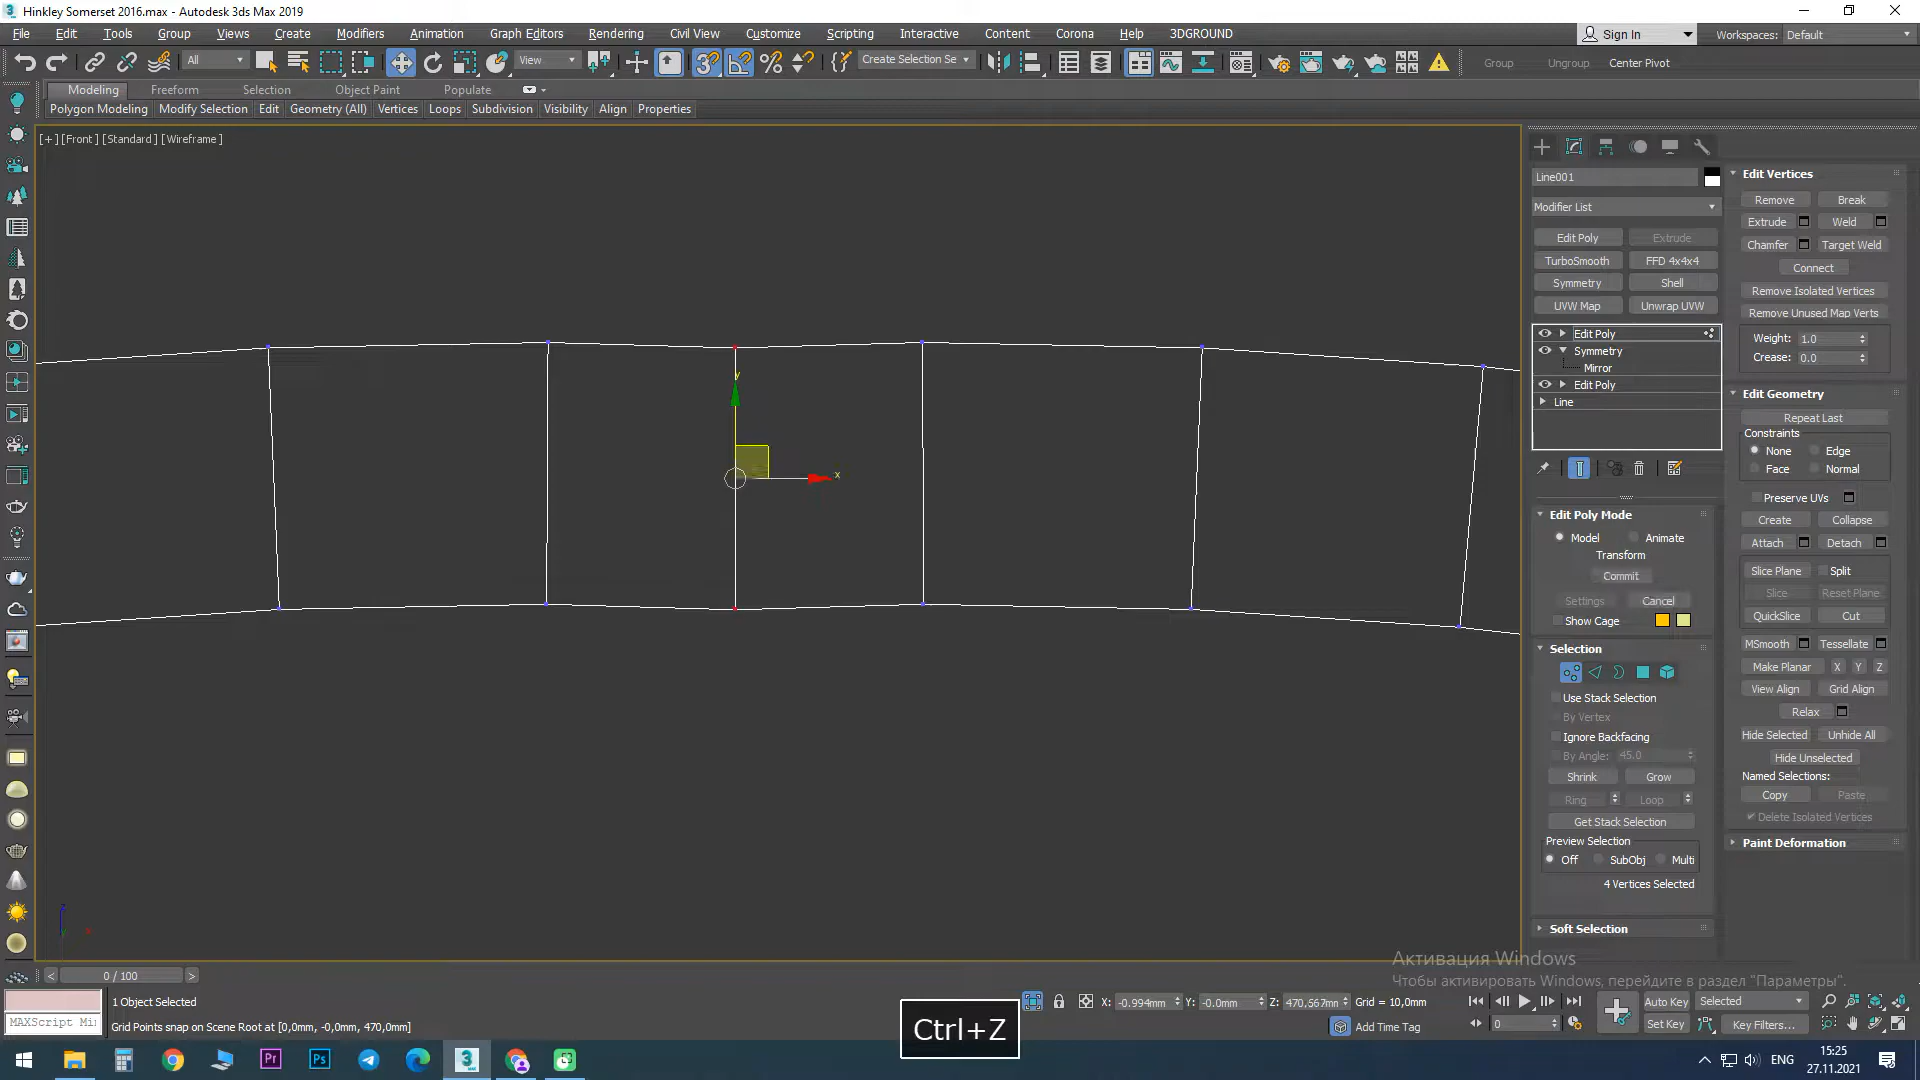 Hinkley Somerset 2016.max - Autodesk 3ds Max 2019
File Edit Tools Group Views Create Modifiers Animation Graph Editors Rendering Civil View Customize Scripting Interactive Content Corona Help 3DGROUND Sign In Workspaces: Default
All View Create Selection Se Group Ungroup Center Pivot
Modeling Freeform Selection Object Paint Populate
Polygon Modeling Modify Selection Edit Geometry (All) Vertices Loops Subdivision Visibility Align Properties
[+] [Front] [Standard] [Wireframe]
y
x
z
x
Line001
Modifier List
Edit Poly Extrude
TurboSmooth FFD 4x4x4
Symmetry Shell
UVW Map Unwrap UVW
Edit Poly
Symmetry
Mirror
Edit Poly
Line
Edit Poly Mode
Model Animate
Transform
Commit
Settings Cancel
Show Cage
Selection
Use Stack Selection
By Vertex
Ignore Backfacing
By Angle: 45.0
Shrink Grow
Ring Loop
Get Stack Selection
Preview Selection
Off SubObj Multi
4 Vertices Selected
Soft Selection
Edit Vertices
Remove Break
Extrude Weld
Chamfer Target Weld
Connect
Remove Isolated Vertices
Remove Unused Map Verts
Weight: 1.0
Crease: 0.0
Edit Geometry
Repeat Last
Constraints
None Edge
Face Normal
Preserve UVs
Create Collapse
Attach Detach
Slice Plane Split
Slice Reset Plane
QuickSlice Cut
MSmooth Tessellate
Make Planar X Y Z
View Align Grid Align
Relax
Hide Selected Unhide All
Hide Unselected
Named Selections:
Copy Paste
Delete Isolated Vertices
Paint Deformation
Активация Windows
Чтобы активировать Windows, перейдите в раздел "Параметры".
< 0 / 100 >
1 Object Selected X: -0.994mm Y: -0.0mm Z: 470,567mm Grid = 10,0mm Auto Key Selected
MAXScript Mi Grid Points snap on Scene Root at [0,0mm, -0,0mm, 470,0mm] Add Time Tag 0 Set Key Key Filters...
Ctrl+Z
Pr Ps 3 ENG 15:25
27.11.2021